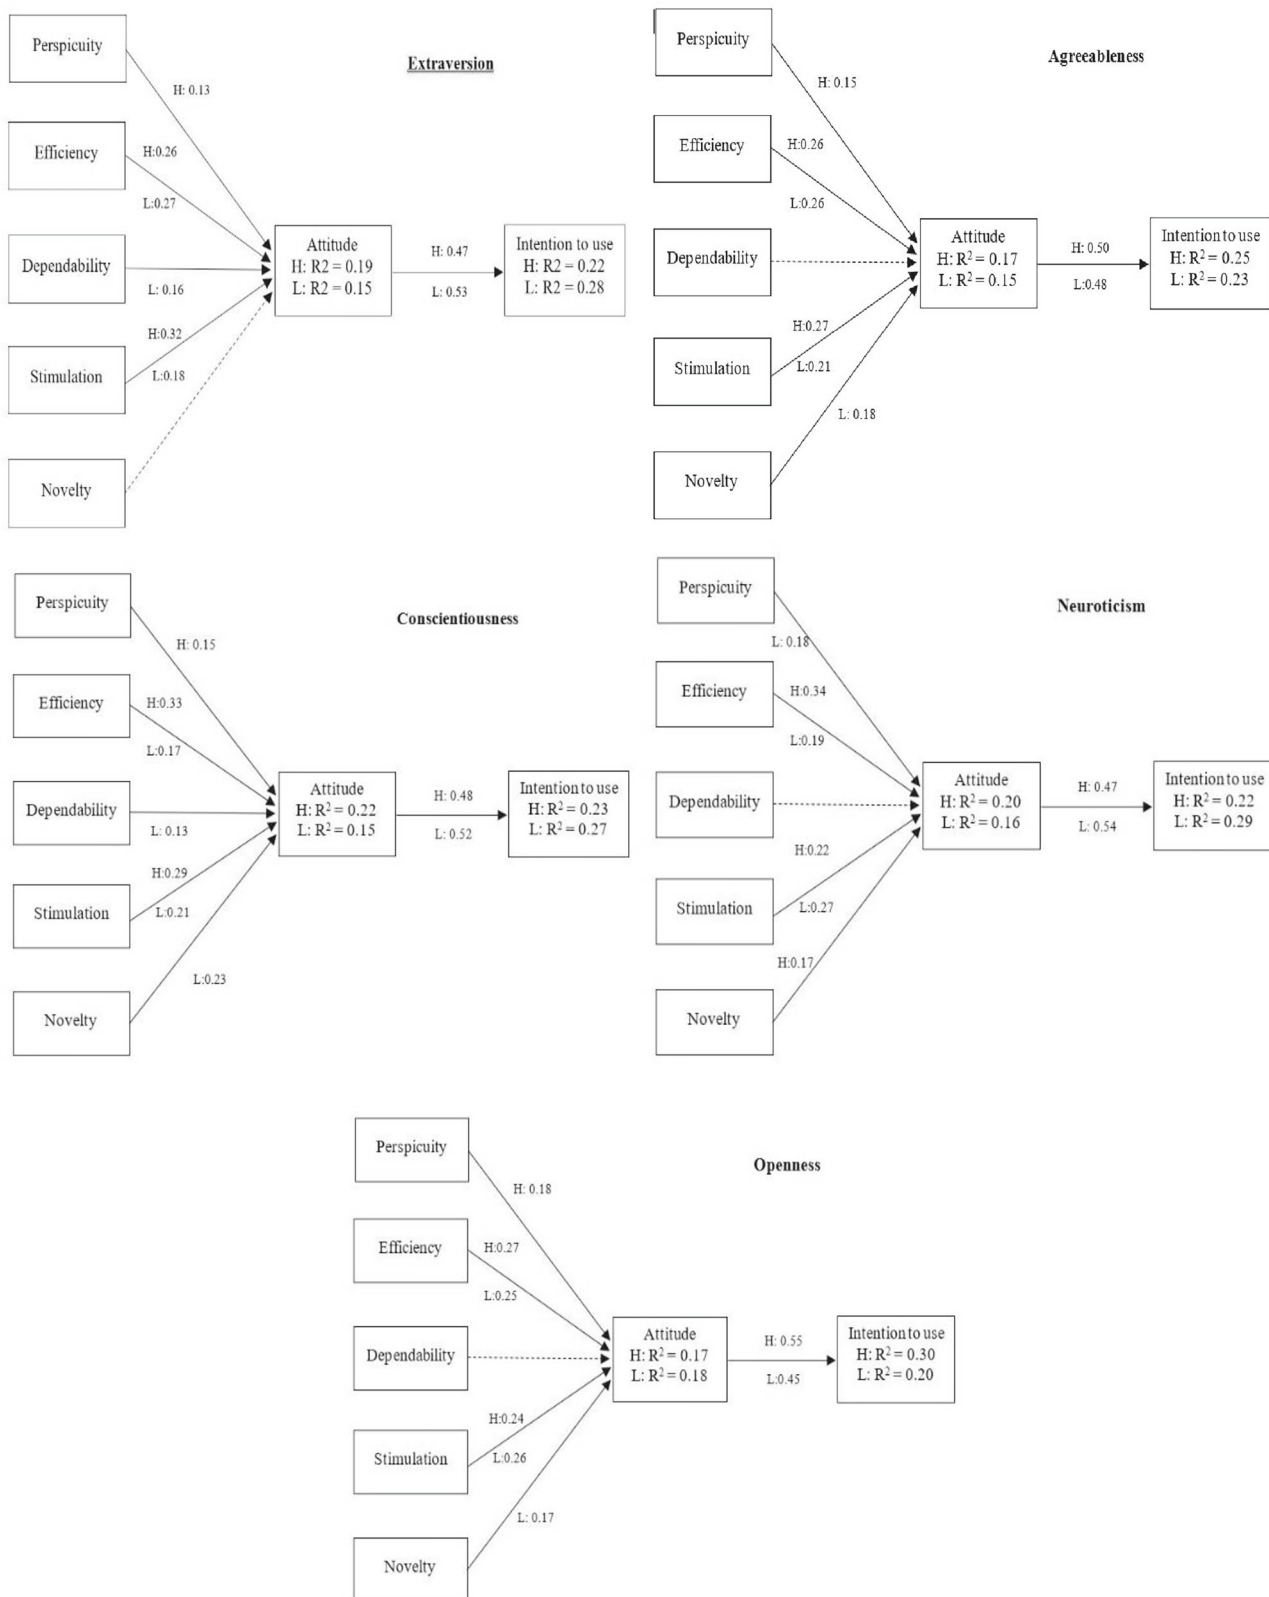 Extraversion
Perspicuity
H: 0.13
Efficiency
H:0.26
L:0.27
Dependability
L: 0.16
Stimulation
H:0.32
L:0.18
Novelty
Attitude
H: R2 = 0.19
L: R2 = 0.15
H: 0.47
L: 0.53
Intention to use
H: R2 = 0.22
L: R2 = 0.28
Agreeableness
Perspicuity
H: 0.15
Efficiency
H:0.26
L:0.26
Dependability
Stimulation
H:0.27
L:0.21
Novelty
L: 0.18
Attitude
H: R² = 0.17
L: R² = 0.15
H: 0.50
L:0.48
Intention to use
H: R² = 0.25
L: R² = 0.23
Conscientiousness
Perspicuity
H: 0.15
Efficiency
H:0.33
L:0.17
Dependability
L: 0.13
Stimulation
H:0.29
L:0.21
Novelty
L:0.23
Attitude
H: R² = 0.22
L: R² = 0.15
H: 0.48
L: 0.52
Intention to use
H: R² = 0.23
L: R² = 0.27
Neuroticism
Perspicuity
L: 0.18
Efficiency
H:0.34
L:0.19
Dependability
Stimulation
H:0.22
L:0.27
Novelty
H:0.17
Attitude
H: R² = 0.20
L: R² = 0.16
H: 0.47
L: 0.54
Intention to use
H: R² = 0.22
L: R² = 0.29
Openness
Perspicuity
H: 0.18
Efficiency
H:0.27
L:0.25
Dependability
Stimulation
H:0.24
L:0.26
Novelty
L: 0.17
Attitude
H: R² = 0.17
L: R² = 0.18
H: 0.55
L:0.45
Intention to use
H: R² = 0.30
L: R² = 0.20